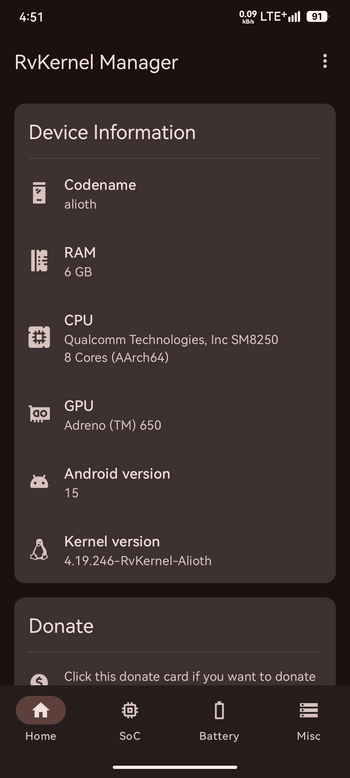 4:51
0.09
kB/s
LTE+
91
RvKernel Manager
Device Information
Codename
alioth
RAM
6 GB
CPU
Qualcomm Technologies, Inc SM8250
8 Cores (AArch64)
GPU
Adreno (TM) 650
Android version
15
Kernel version
4.19.246-RvKernel-Alioth
Donate
Click this donate card if you want to donate
Home
SoC
Battery
Misc